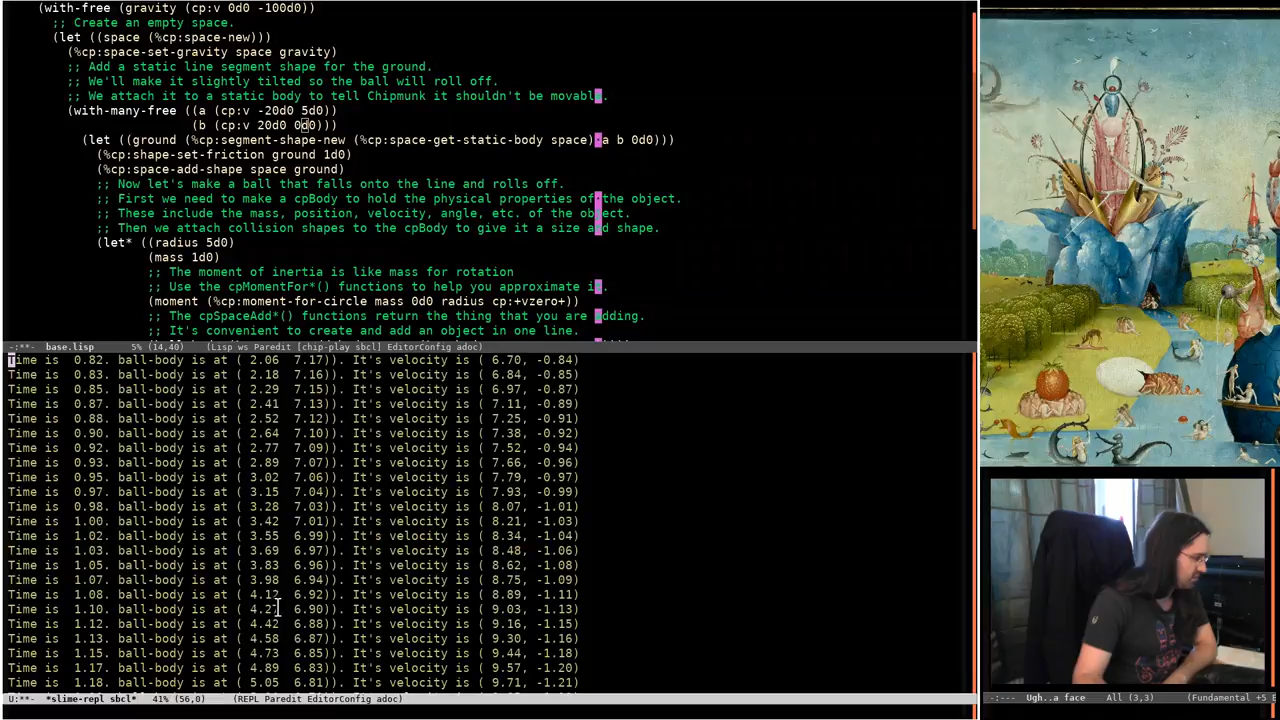 (with-free (gravity (cp:v 0d0 -100d0))
;; Create an empty space.
(let ((space (%cp:space-new)))
(%cp:space-set-gravity space gravity)
;; Add a static line segment shape for the ground.
;; We'll make it slightly tilted so the ball will roll off.
;; We attach it to a static body to tell Chipmunk it shouldn't be movable.
(with-many-free ((a (cp:v -20d0 5d0))
(b (cp:v 20d0 0d0)))
(let ((ground (%cp:segment-shape-new (%cp:space-get-static-body space) a b 0d0)))
(%cp:shape-set-friction ground 1d0)
(%cp:space-add-shape space ground)
;; Now let's make a ball that falls onto the line and rolls off.
;; First we need to make a cpBody to hold the physical properties of the object.
;; These include the mass, position, velocity, angle, etc. of the object.
;; Then we attach collision shapes to the cpBody to give it a size and shape.
(let* ((radius 5d0)
(mass 1d0)
;; The moment of inertia is like mass for rotation
;; Use the cpMomentFor*() functions to help you approximate it.
(moment (%cp:moment-for-circle mass 0d0 radius cp:+vzero+))
;; The cpSpaceAdd*() functions return the thing that you are adding.
;; It's convenient to create and add an object in one line.
-:**- base.lisp 5% (14,40) (Lisp ws Paredit [chip-play sbcl] EditorConfig adoc)
Time is 0.82. ball-body is at ( 2.06 7.17)). It's velocity is ( 6.70, -0.84)
Time is 0.83. ball-body is at ( 2.18 7.16)). It's velocity is ( 6.84, -0.85)
Time is 0.85. ball-body is at ( 2.29 7.15)). It's velocity is ( 6.97, -0.87)
Time is 0.87. ball-body is at ( 2.41 7.13)). It's velocity is ( 7.11, -0.89)
Time is 0.88. ball-body is at ( 2.52 7.12)). It's velocity is ( 7.25, -0.91)
Time is 0.90. ball-body is at ( 2.64 7.10)). It's velocity is ( 7.38, -0.92)
Time is 0.92. ball-body is at ( 2.77 7.09)). It's velocity is ( 7.52, -0.94)
Time is 0.93. ball-body is at ( 2.89 7.07)). It's velocity is ( 7.66, -0.96)
Time is 0.95. ball-body is at ( 3.02 7.06)). It's velocity is ( 7.79, -0.97)
Time is 0.97. ball-body is at ( 3.15 7.04)). It's velocity is ( 7.93, -0.99)
Time is 0.98. ball-body is at ( 3.28 7.03)). It's velocity is ( 8.07, -1.01)
Time is 1.00. ball-body is at ( 3.42 7.01)). It's velocity is ( 8.21, -1.03)
Time is 1.02. ball-body is at ( 3.55 6.99)). It's velocity is ( 8.34, -1.04)
Time is 1.03. ball-body is at ( 3.69 6.97)). It's velocity is ( 8.48, -1.06)
Time is 1.05. ball-body is at ( 3.83 6.96)). It's velocity is ( 8.62, -1.08)
Time is 1.07. ball-body is at ( 3.98 6.94)). It's velocity is ( 8.75, -1.09)
Time is 1.08. ball-body is at ( 4.12 6.92)). It's velocity is ( 8.89, -1.11)
Time is 1.10. ball-body is at ( 4.27 6.90)). It's velocity is ( 9.03, -1.13)
Time is 1.12. ball-body is at ( 4.42 6.88)). It's velocity is ( 9.16, -1.15)
Time is 1.13. ball-body is at ( 4.58 6.87)). It's velocity is ( 9.30, -1.16)
Time is 1.15. ball-body is at ( 4.73 6.85)). It's velocity is ( 9.44, -1.18)
Time is 1.17. ball-body is at ( 4.89 6.83)). It's velocity is ( 9.57, -1.20)
Time is 1.18. ball-body is at ( 5.05 6.81)). It's velocity is ( 9.71, -1.21)
U:**- *slime-repl sbcl* 41% (56,0) (REPL Paredit EditorConfig adoc)
-:--- Ugh..a face All (3,3) (Fundamental +5 E